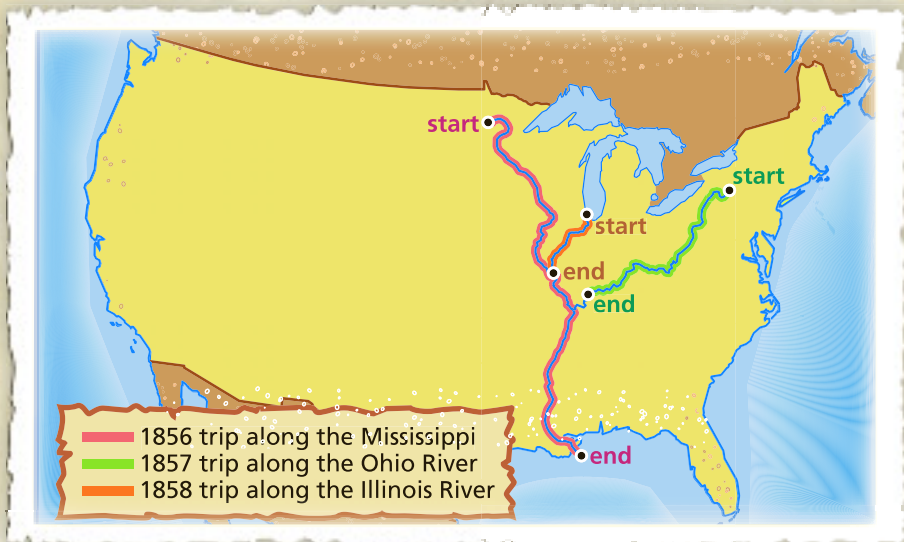 start
start
start
end
end
end
1856 trip along the Mississippi
1857 trip along the Ohio River
1858 trip along the Illinois River